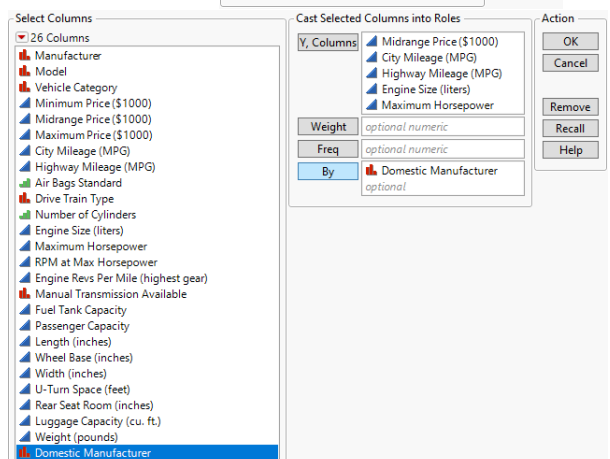 Select Columns
26 Columns
Manufacturer
Model
Vehicle Category
Minimum Price ($1000)
Midrange Price ($1000)
Maximum Price ($1000)
City Mileage (MPG)
Highway Mileage (MPG)
Air Bags Standard
Drive Train Type
Number of Cylinders
Engine Size (liters)
Maximum Horsepower
RPM at Max Horsepower
Engine Revs Per Mile (highest gear)
Manual Transmission Available
Fuel Tank Capacity
Passenger Capacity
Length (inches)
Wheel Base (inches)
Width (inches)
U-Turn Space (feet)
Rear Seat Room (inches)
Luggage Capacity (cu. ft.)
Weight (pounds)
Domestic Manufacturer
Cast Selected Columns into Roles
Y, Columns
Midrange Price ($1000)
City Mileage (MPG)
Highway Mileage (MPG)
Engine Size (liters)
Maximum Horsepower
Weight optional numeric
Freq optional numeric
By Domestic Manufacturer
optional
Action
OK
Cancel
Remove
Recall
Help